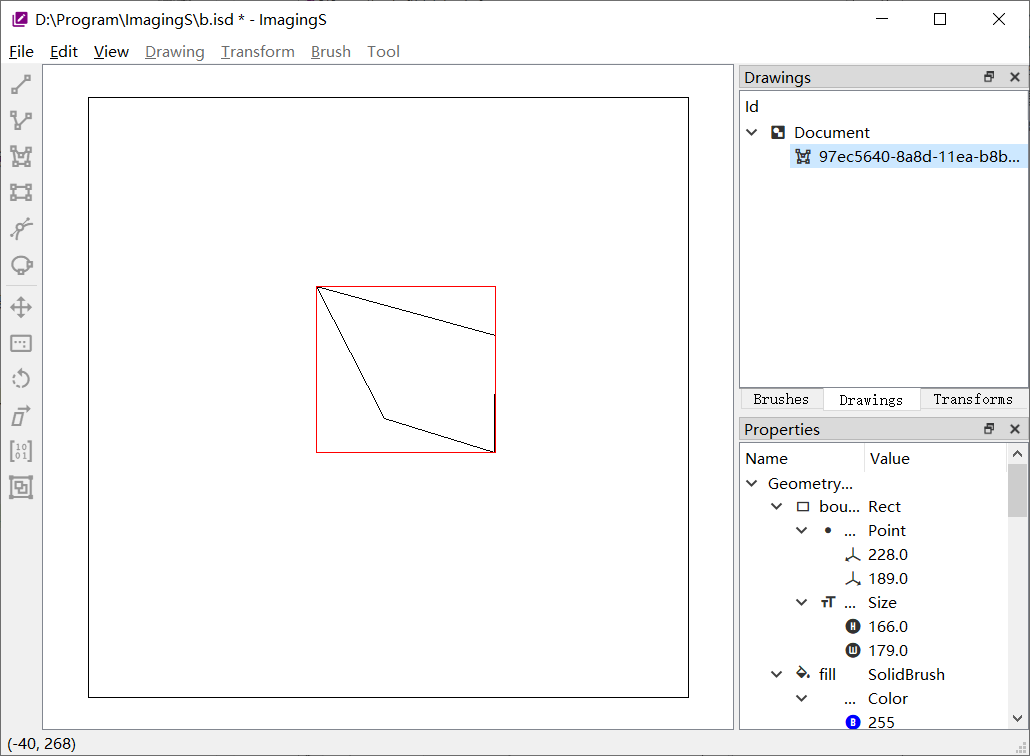 D:\Program\ImagingS\b.isd * - ImagingS
File Edit View Drawing Transform Brush Tool
Drawings
Id
Document
97ec5640-8a8d-11ea-b8b...
Brushes Drawings Transforms
Properties
Name Value
Geometry...
bou... Rect
... Point
228.0
189.0
... Size
H 166.0
W 179.0
fill SolidBrush
... Color
B 255
(-40, 268)